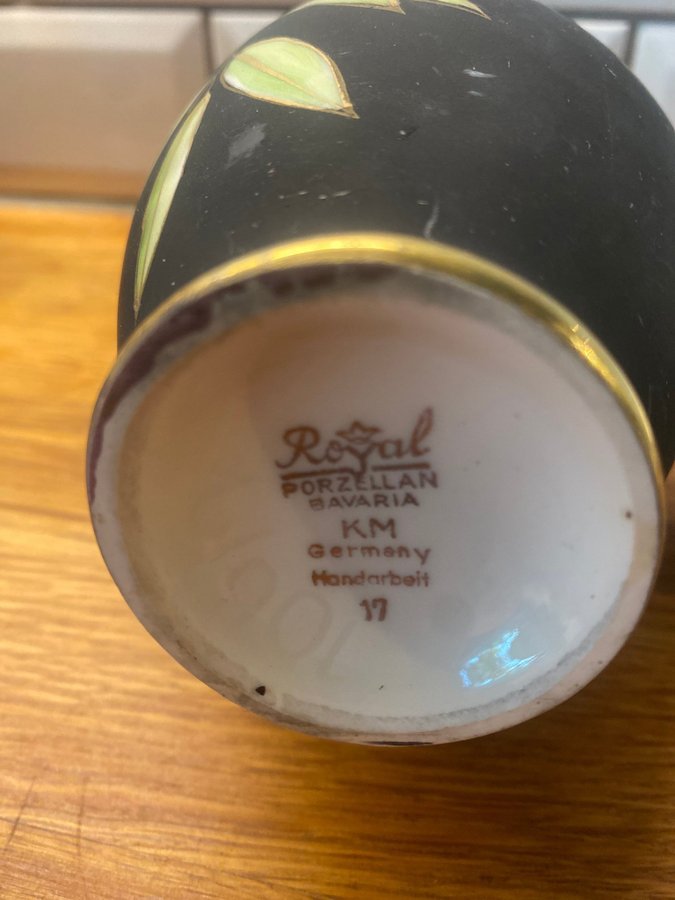 Royal
PORZELLAN
BAVARIA
KM
Germany
Handarbeit
17